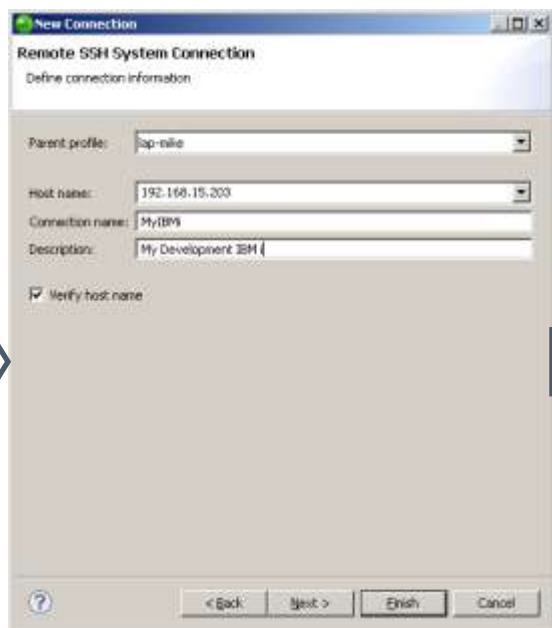 New Connection
Remote SSH System Connection
Define connection information
Parent profile: lap-mike
Host name: 192.168.15.203
Connection name: MyIBMi
Description: My Development IBM i
Verify host name
< Back Next > Finish Cancel